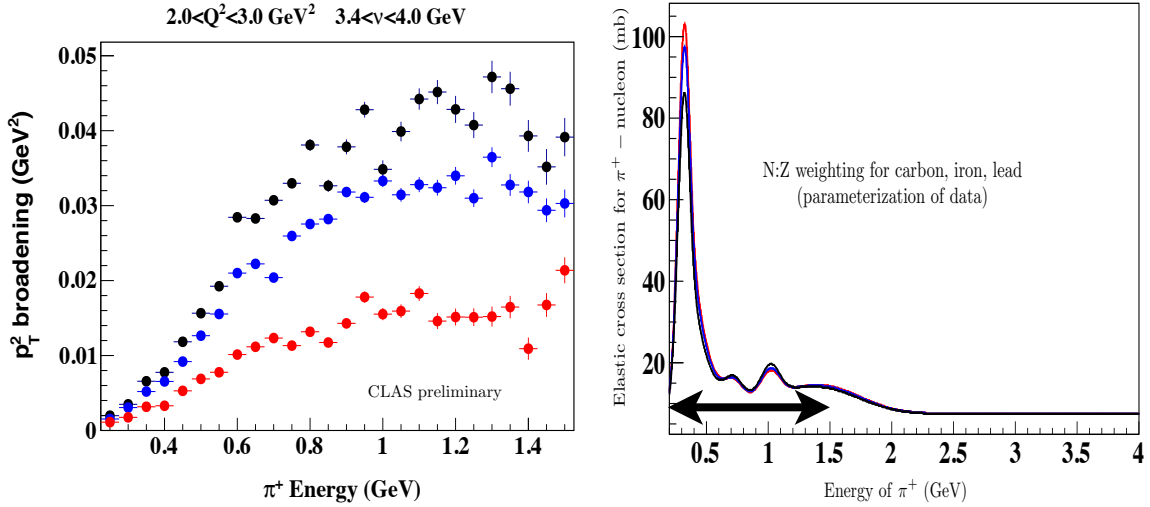 2.0<Q²<3.0 GeV² 3.4<ν<4.0 GeV
p²_T broadening (GeV²)
0.05
0.04
0.03
0.02
0.01
0
CLAS preliminary
0.4 0.6 0.8 1 1.2 1.4
π⁺ Energy (GeV)
Elastic cross section for π⁺ − nucleon (mb)
100
80
60
40
20
N:Z weighting for carbon, iron, lead
(parameterization of data)
0.5 1 1.5 2 2.5 3 3.5 4
Energy of π⁺ (GeV)